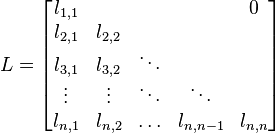 L = [ l_{1,1} 0
l_{2,1} l_{2,2}
l_{3,1} l_{3,2} ⋱
⋮ ⋮ ⋱ ⋱
l_{n,1} l_{n,2} … l_{n,n−1} l_{n,n} ]